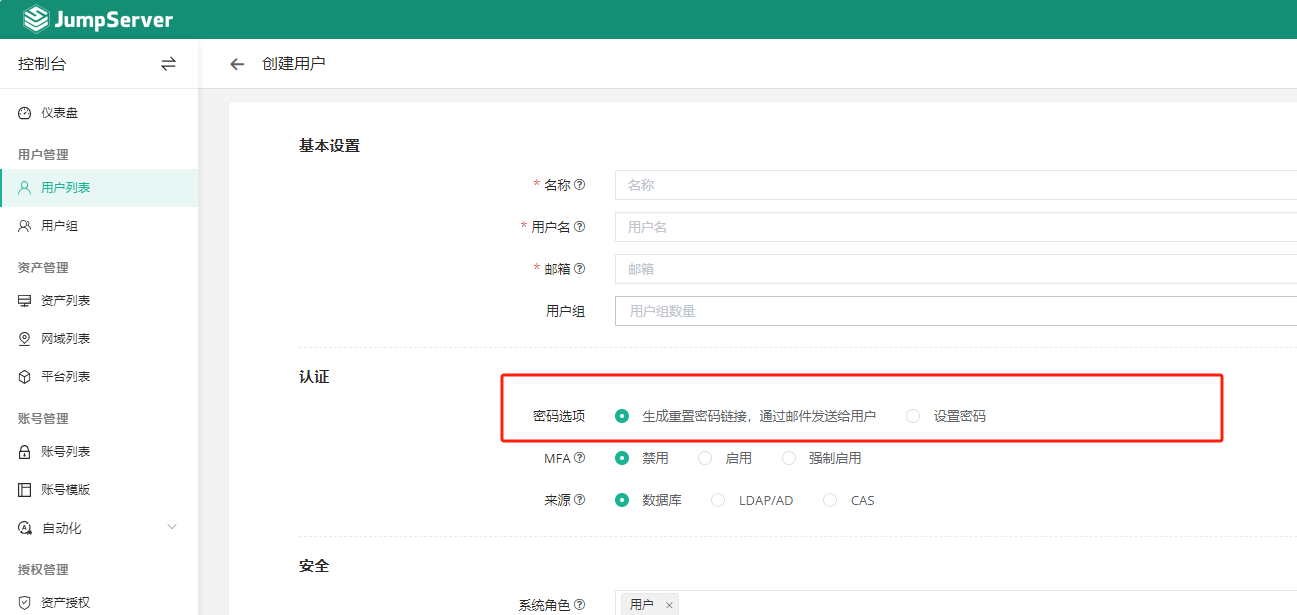 JumpServer
控制台
创建用户
仪表盘
用户管理
用户列表
用户组
资产管理
资产列表
网域列表
平台列表
账号管理
账号列表
账号模版
自动化
授权管理
资产授权
基本设置
* 名称 名称
* 用户名 用户名
* 邮箱 邮箱
用户组 用户组数量
认证
密码选项 生成重置密码链接，通过邮件发送给用户 设置密码
MFA 禁用 启用 强制启用
来源 数据库 LDAP/AD CAS
安全
系统角色 用户 ×